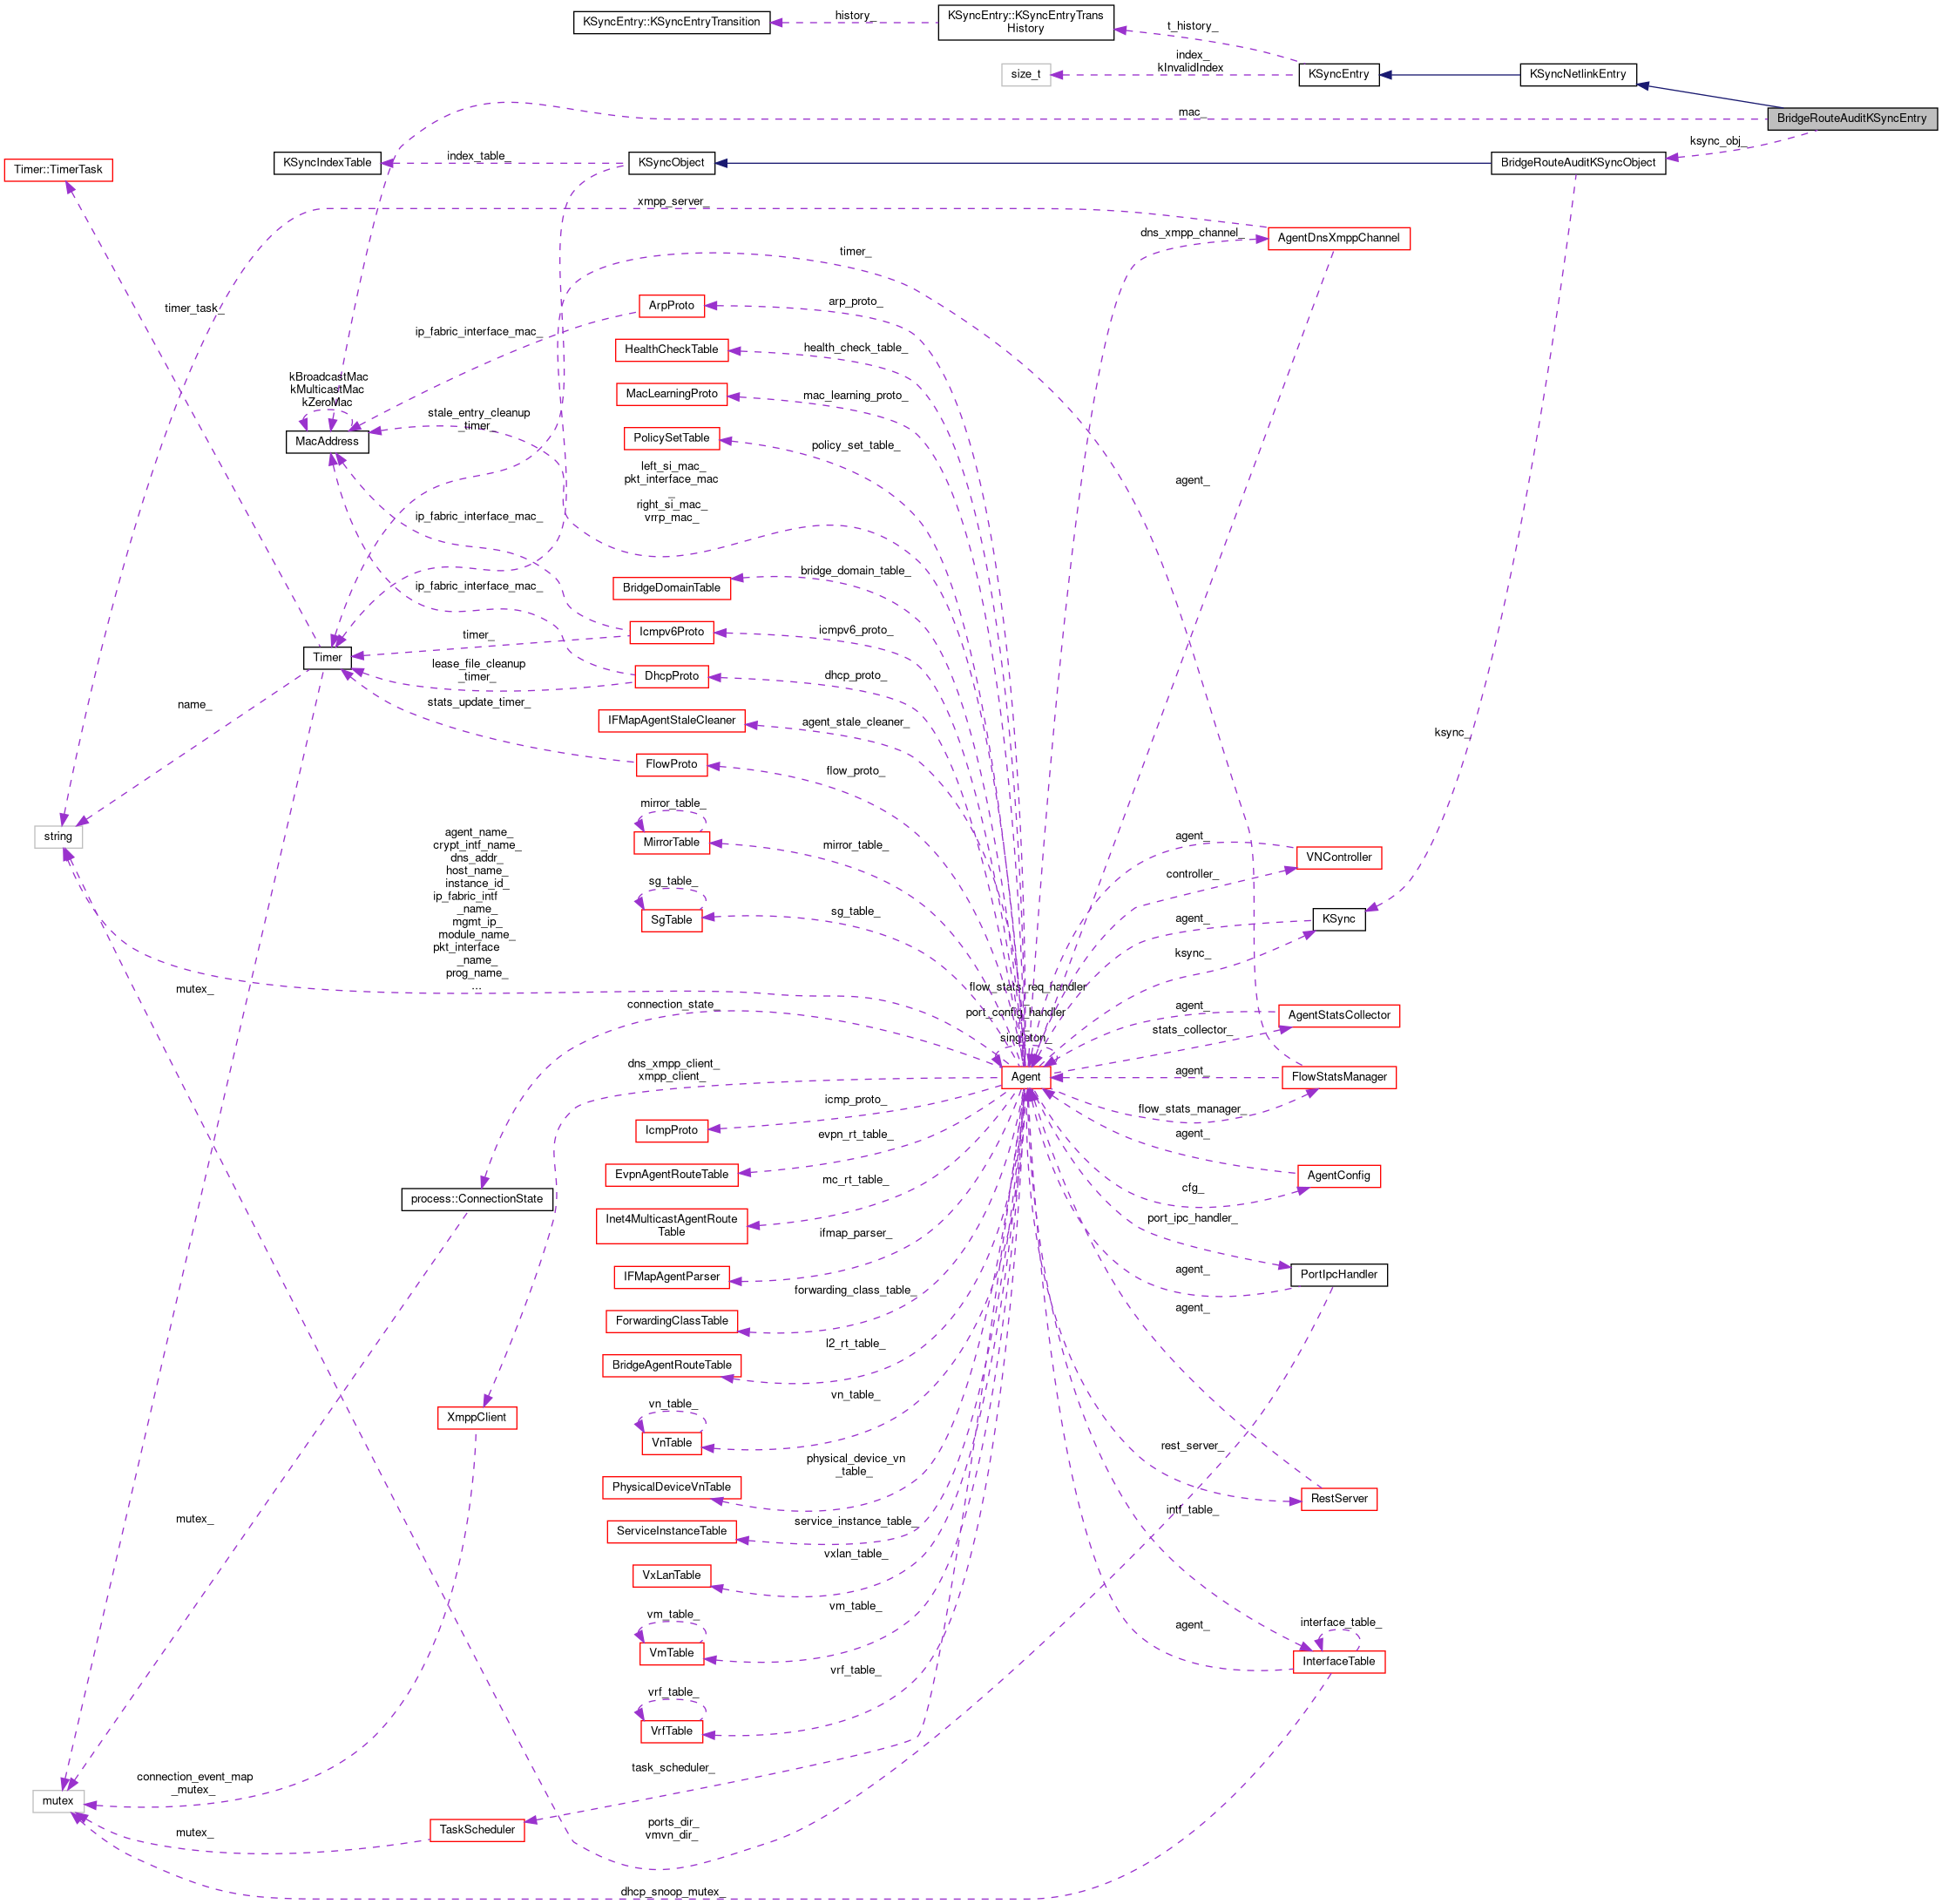 history_
KSyncEntry::KSyncEntryTransition
KSyncEntry::KSyncEntryTrans
History
t_history_
index_
kInvalidIndex
size_t
KSyncEntry
KSyncNetlinkEntry
mac_
BridgeRouteAuditKSyncEntry
ksync_obj_
Timer::TimerTask
KSyncIndexTable
index_table_
KSyncObject
BridgeRouteAuditKSyncObject
xmpp_server_
dns_xmpp_channel_
AgentDnsXmppChannel
timer_
timer_task_
ArpProto
arp_proto_
ip_fabric_interface_mac_
HealthCheckTable
health_check_table_
kBroadcastMac
kMulticastMac
kZeroMac
MacLearningProto
mac_learning_proto_
stale_entry_cleanup
_timer_
MacAddress
PolicySetTable
policy_set_table_
left_si_mac_
pkt_interface_mac
_
right_si_mac_
vrrp_mac_
agent_
ip_fabric_interface_mac_
BridgeDomainTable
bridge_domain_table_
ip_fabric_interface_mac_
Icmpv6Proto
icmpv6_proto_
timer_
Timer
lease_file_cleanup
_timer_
DhcpProto
dhcp_proto_
name_
stats_update_timer_
IFMapAgentStaleCleaner
agent_stale_cleaner_
ksync_
FlowProto
flow_proto_
string
mirror_table_
MirrorTable
mirror_table_
agent_
VNController
controller_
agent_name_
crypt_intf_name_
dns_addr_
host_name_
instance_id_
ip_fabric_intf
_name_
mgmt_ip_
module_name_
pkt_interface
_name_
prog_name_
...
sg_table_
SgTable
sg_table_
agent_
KSync
ksync_
mutex_
connection_state_
flow_stats_req_handler
_
port_config_handler
_
singleton_
agent_
AgentStatsCollector
stats_collector_
dns_xmpp_client_
xmpp_client_
Agent
agent_
FlowStatsManager
flow_stats_manager_
icmp_proto_
IcmpProto
evpn_rt_table_
EvpnAgentRouteTable
agent_
AgentConfig
cfg_
process::ConnectionState
mc_rt_table_
Inet4MulticastAgentRoute
Table
port_ipc_handler_
ifmap_parser_
IFMapAgentParser
agent_
PortIpcHandler
forwarding_class_table_
ForwardingClassTable
agent_
l2_rt_table_
BridgeAgentRouteTable
XmppClient
vn_table_
VnTable
vn_table_
rest_server_
physical_device_vn
_table_
PhysicalDeviceVnTable
RestServer
mutex_
service_instance_table_
ServiceInstanceTable
intf_table_
vxlan_table_
VxLanTable
vm_table_
VmTable
vm_table_
agent_
interface_table_
InterfaceTable
vrf_table_
VrfTable
vrf_table_
connection_event_map
_mutex_
mutex
task_scheduler_
mutex_
TaskScheduler
ports_dir_
vmvn_dir_
dhcp_snoop_mutex_